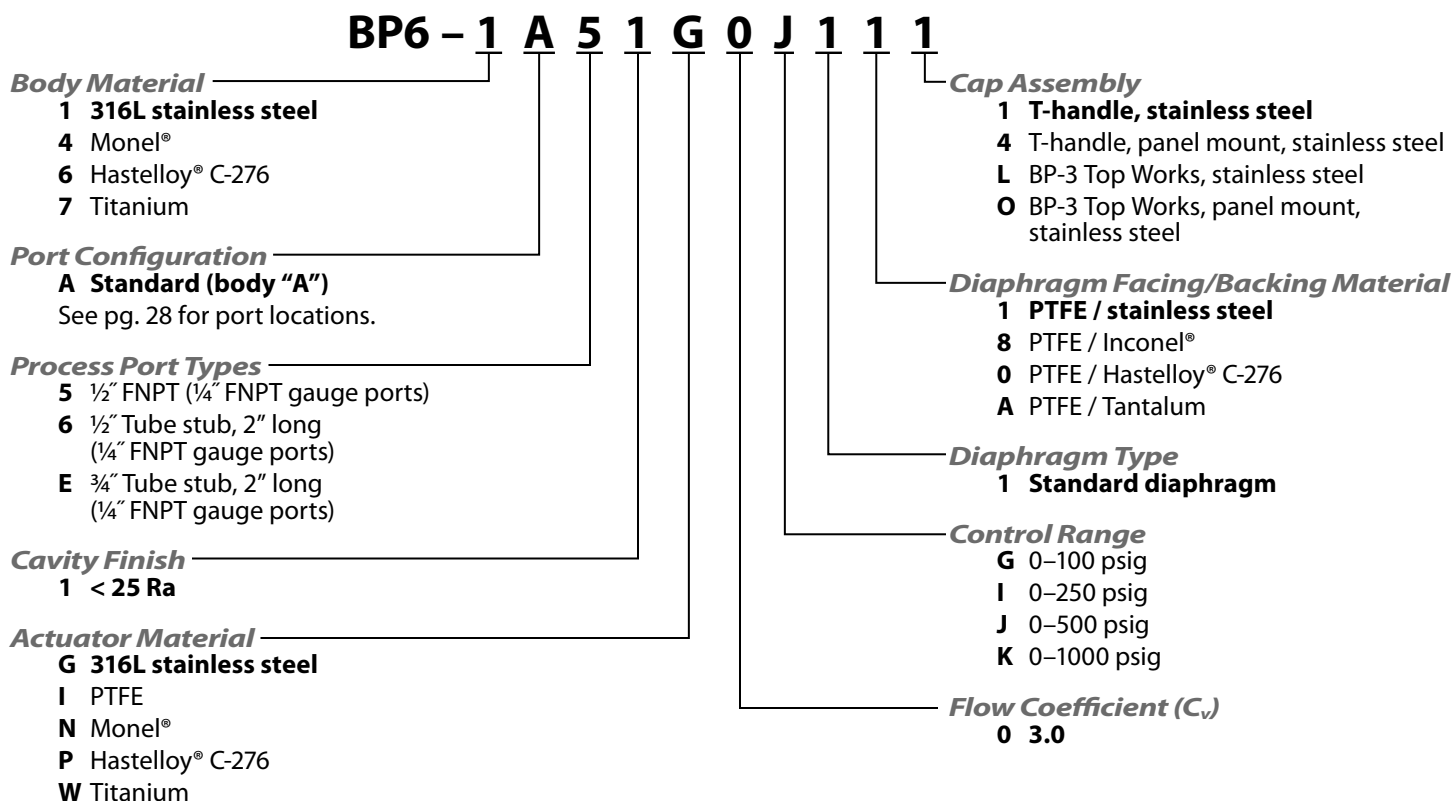 BP6 – 1 A 5 1 G 0 J 1 1 1
Body Material
1 316L stainless steel
4 Monel®
6 Hastelloy® C-276
7 Titanium
Port Configuration
A Standard (body “A”)
See pg. 28 for port locations.
Process Port Types
5 ½˝ FNPT (¼˝ FNPT gauge ports)
6 ½˝ Tube stub, 2” long
(¼˝ FNPT gauge ports)
E ¾˝ Tube stub, 2” long
(¼˝ FNPT gauge ports)
Cavity Finish
1 < 25 Ra
Actuator Material
G 316L stainless steel
I PTFE
N Monel®
P Hastelloy® C-276
W Titanium
Cap Assembly
1 T-handle, stainless steel
4 T-handle, panel mount, stainless steel
L BP-3 Top Works, stainless steel
O BP-3 Top Works, panel mount,
stainless steel
Diaphragm Facing/Backing Material
1 PTFE / stainless steel
8 PTFE / Inconel®
0 PTFE / Hastelloy® C-276
A PTFE / Tantalum
Diaphragm Type
1 Standard diaphragm
Control Range
G 0–100 psig
I 0–250 psig
J 0–500 psig
K 0–1000 psig
Flow Coefficient (Cᵥ)
0 3.0